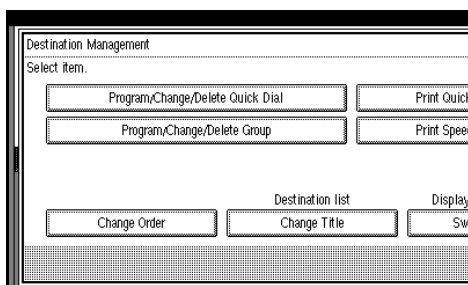 Destination Management
Select item.
Program/Change/Delete Quick Dial
Print Quick
Program/Change/Delete Group
Print Spee
Destination list
Display
Change Order
Change Title
Sw